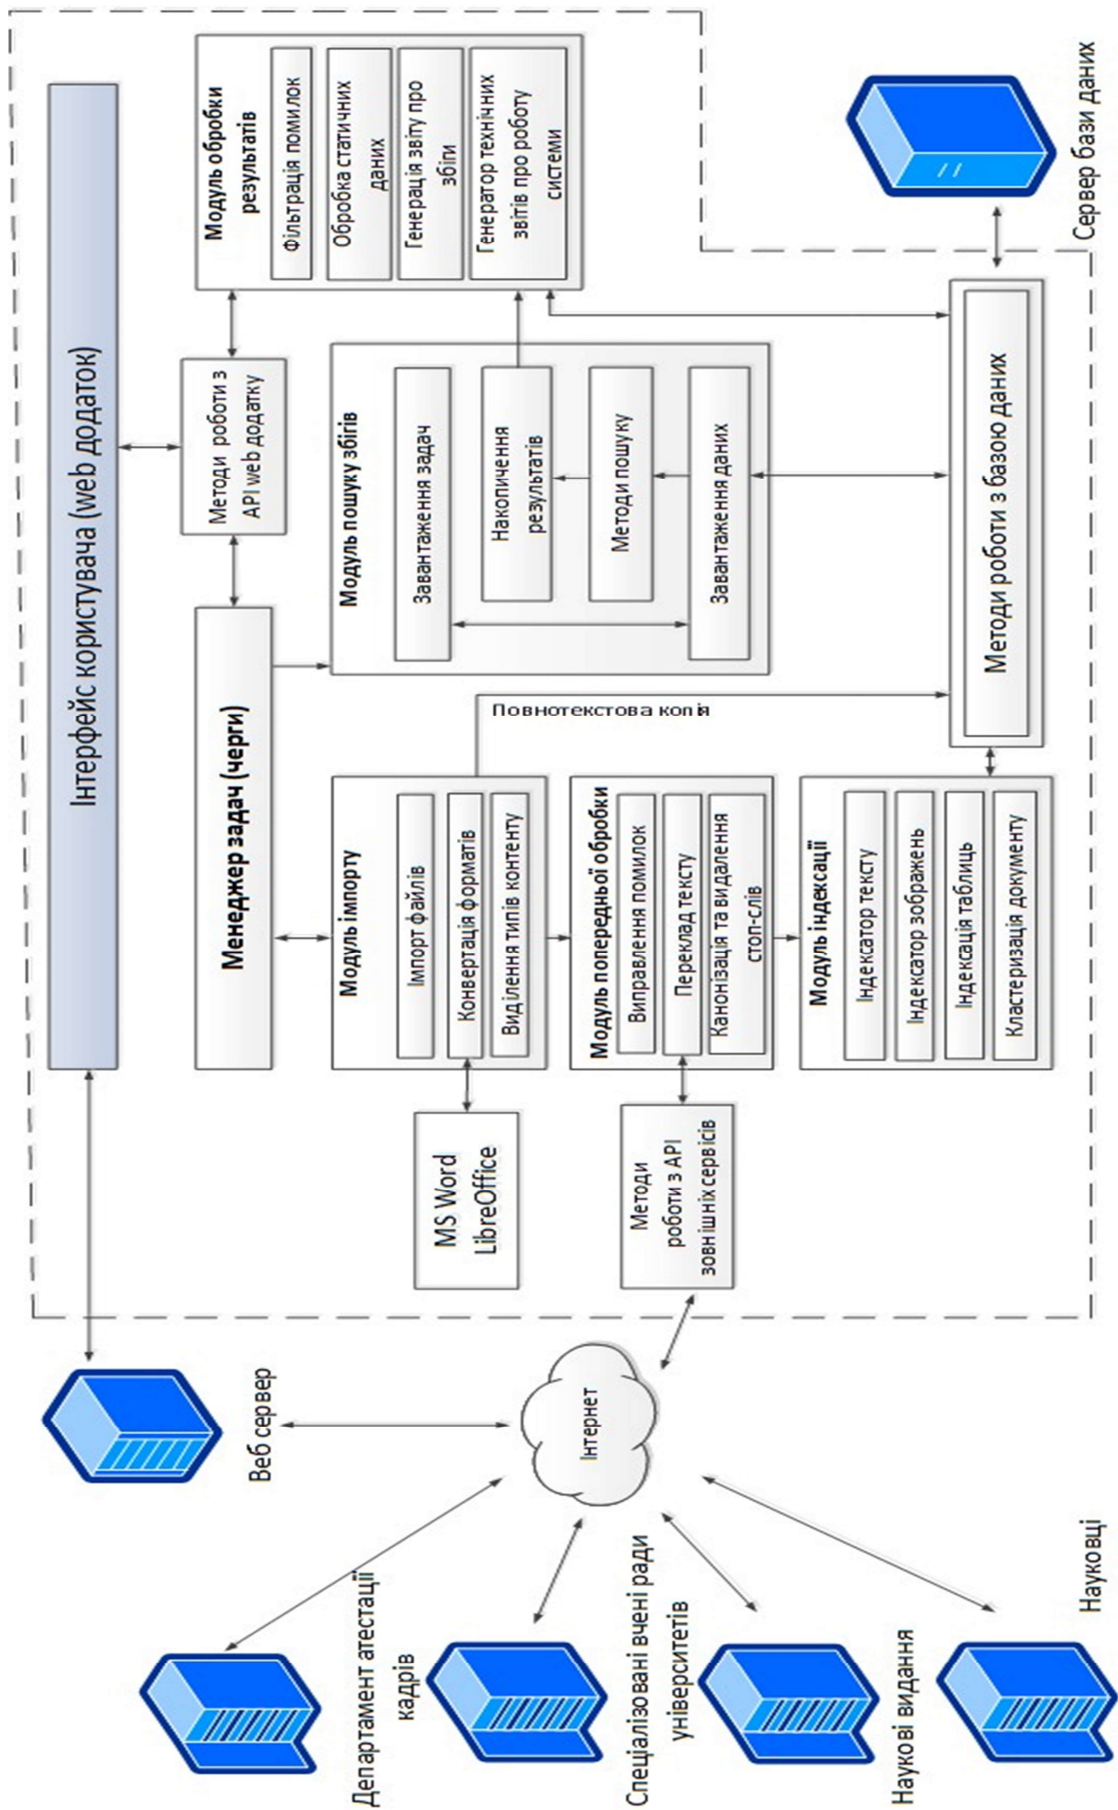 Інтерфейс користувача (web додаток)
Менеджер задач (черги)
Методи роботи з
API web додатку
Модуль обробки
результатів
Фільтрація помилок
Обробка статичних
даних
Генерація звіту про
збіги
Генератор технічних
звітів про роботу
системи
Модуль імпорту
Імпорт файлів
Конвертація форматів
Виділення типів контенту
MS Word
LibreOffice
Модуль пошуку збігів
Завантаження задач
Накопичення
результатів
Методи пошуку
Завантаження даних
Повнотекстова копія
Модуль попередньої обробки
Виправлення помилок
Переклад тексту
Канонізація та видалення
стоп-слів
Методи
роботи з API
зовнішніх сервісів
Модуль індексації
Індексатор тексту
Індексатор зображень
Індексація таблиць
Кластеризація документу
Методи роботи з базою даних
Сервер бази даних
Веб сервер
Інтернет
Департамент атестації
кадрів
Спеціалізовані вчені ради
університетів
Наукові видання
Науковці